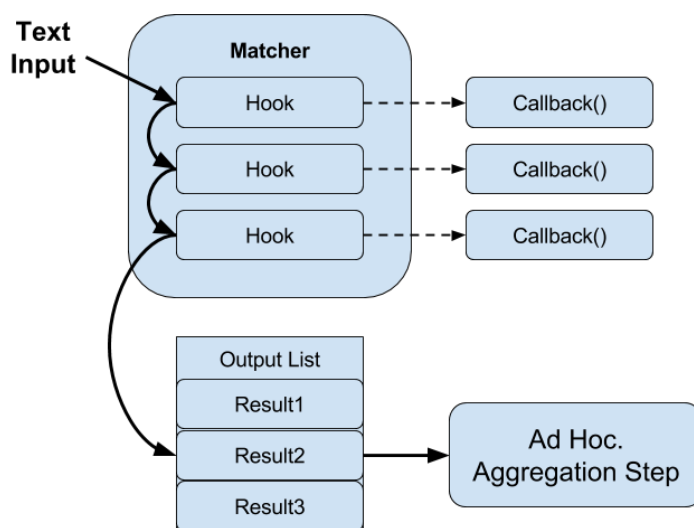 Text
Input
Matcher
Hook
Callback()
Hook
Callback()
Hook
Callback()
Output List
Result1
Result2
Result3
Ad Hoc.
Aggregation Step